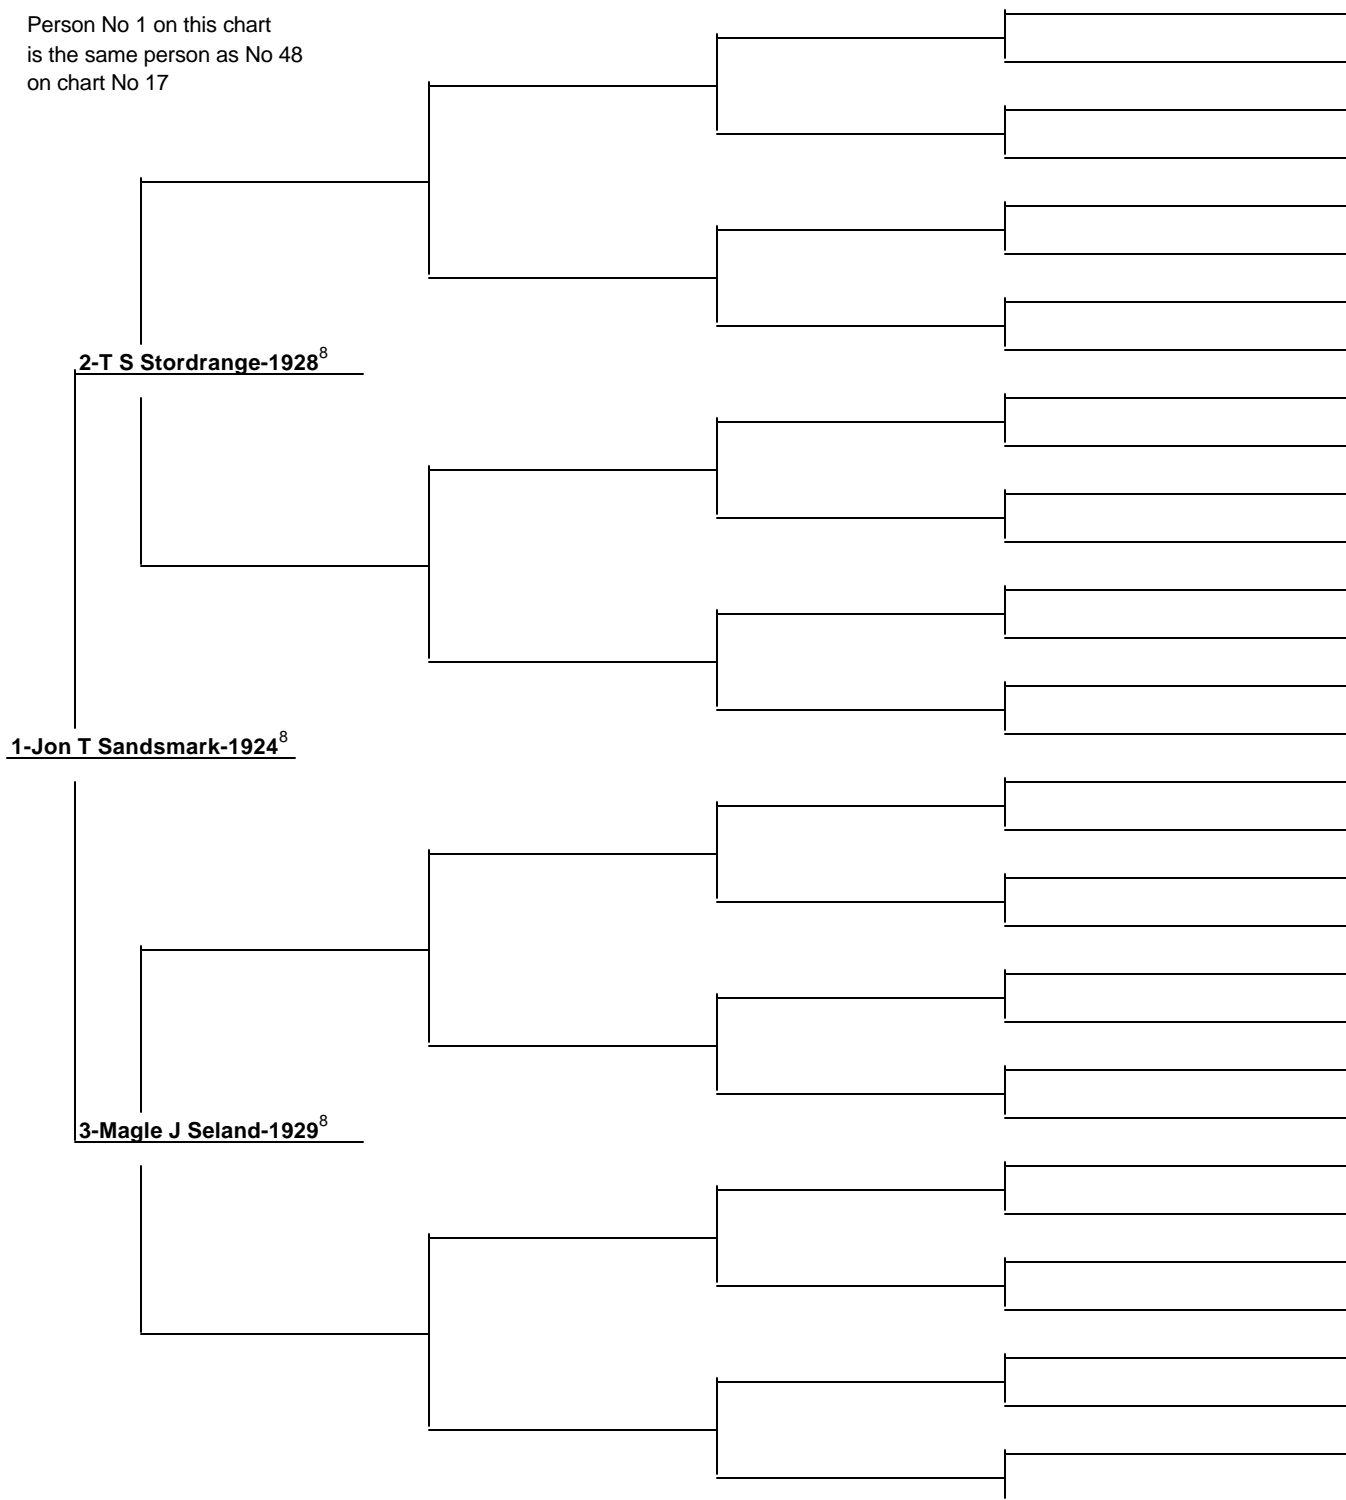 Person No 1 on this chart
is the same person as No 48
on chart No 17
2-T S Stordrange-1928⁸
1-Jon T Sandsmark-1924⁸
3-Magle J Seland-1929⁸